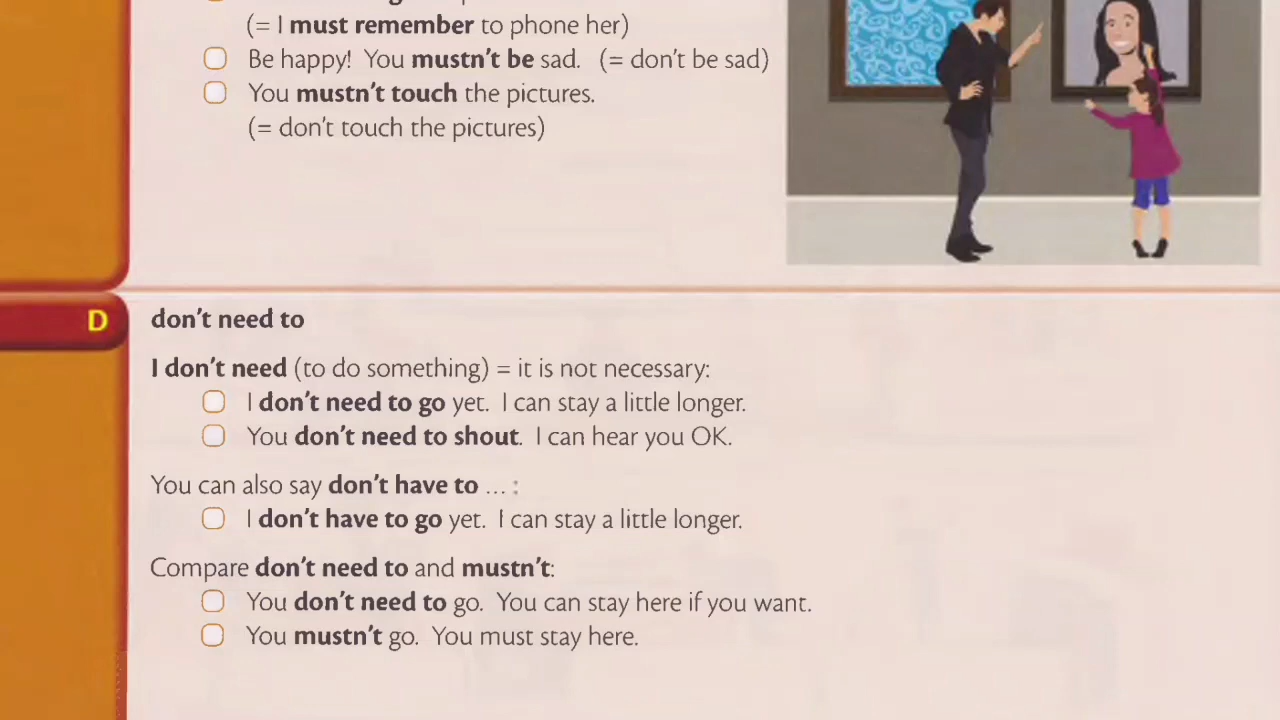 (= I must remember to phone her)
Be happy! You mustn't be sad. (= don't be sad)
You mustn't touch the pictures.
(= don't touch the pictures)
D
don't need to
I don't need (to do something) = it is not necessary:
I don't need to go yet. I can stay a little longer.
You don't need to shout. I can hear you OK.
You can also say don't have to ... :
I don't have to go yet. I can stay a little longer.
Compare don't need to and mustn't:
You don't need to go. You can stay here if you want.
You mustn't go. You must stay here.